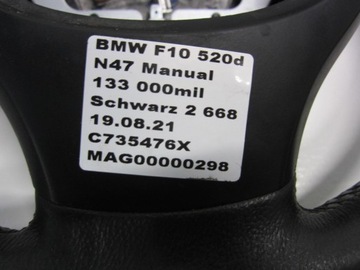 BMW F10 520d
N47 Manual
133 000mil
Schwarz 2 668
19.08.21
C735476X
MAG00000298